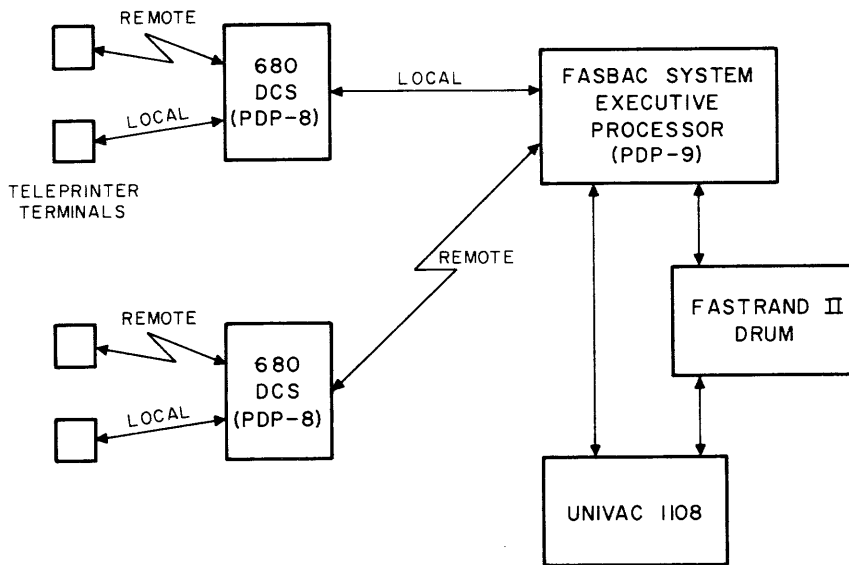 REMOTE
680
DCS
(PDP-8)
LOCAL
LOCAL
TELEPRINTER
TERMINALS
FASBAC SYSTEM
EXECUTIVE
PROCESSOR
(PDP-9)
REMOTE
FASTRAND II
DRUM
REMOTE
680
DCS
(PDP-8)
LOCAL
UNIVAC 1108